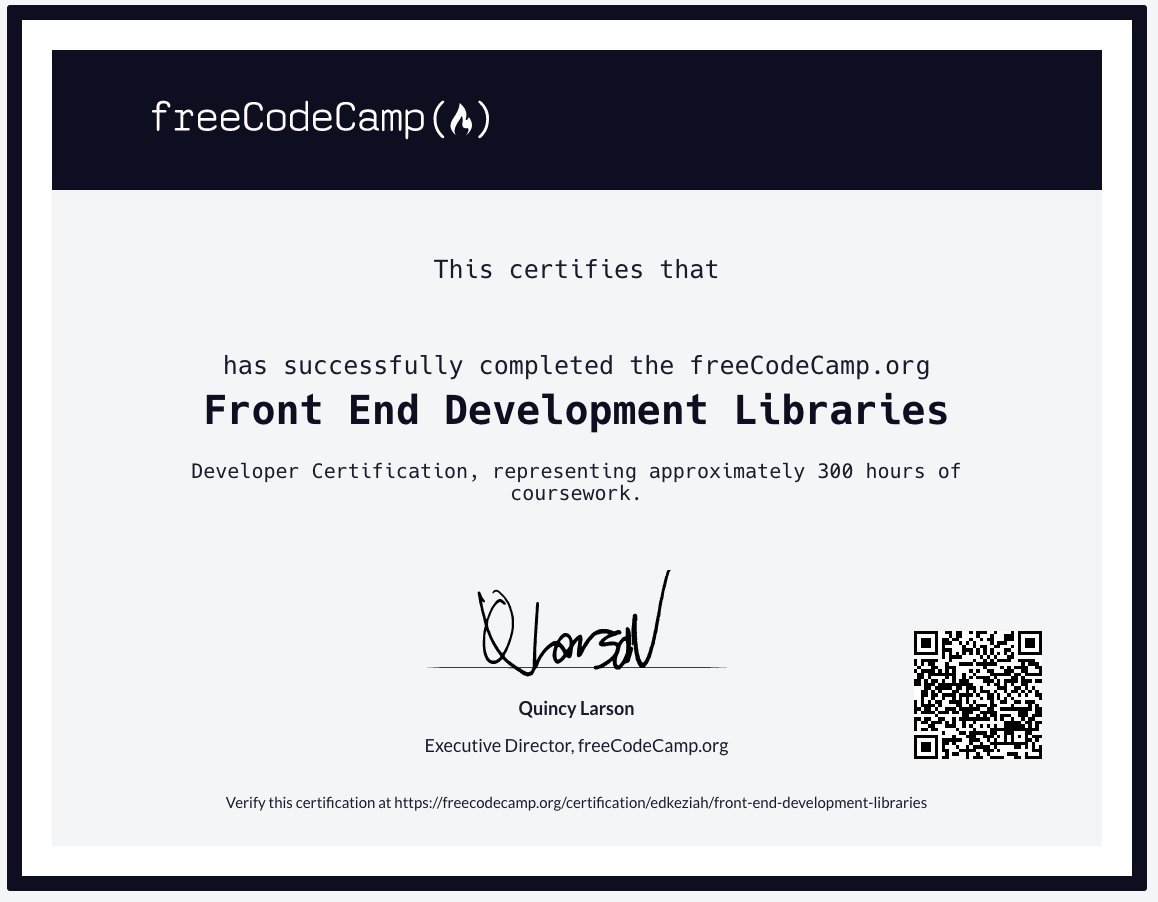 freeCodeCamp()
This certifies that
has successfully completed the freeCodeCamp.org
Front End Development Libraries
Developer Certification, representing approximately 300 hours of
coursework.
Q Larson
Quincy Larson
Executive Director, freeCodeCamp.org
Verify this certification at https://freecodecamp.org/certification/edkeziah/front-end-development-libraries